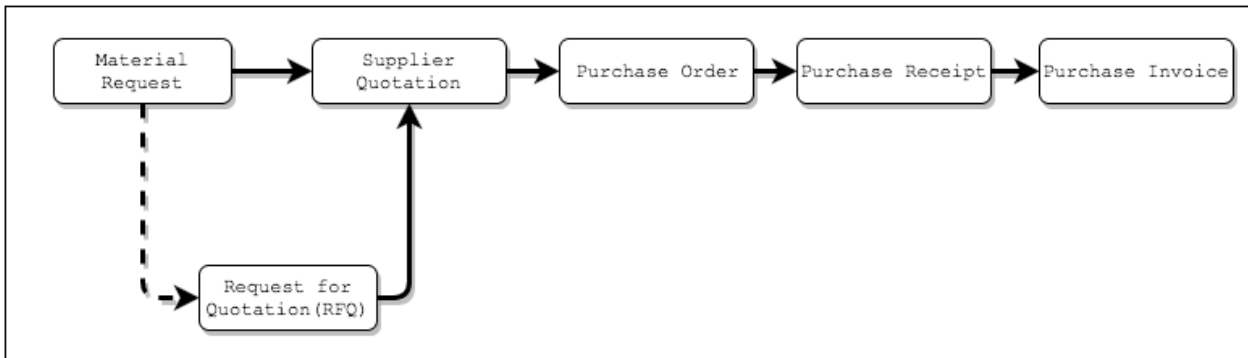 Material
Request
Supplier
Quotation
Purchase Order
Purchase Receipt
Purchase Invoice
Request for
Quotation(RFQ)